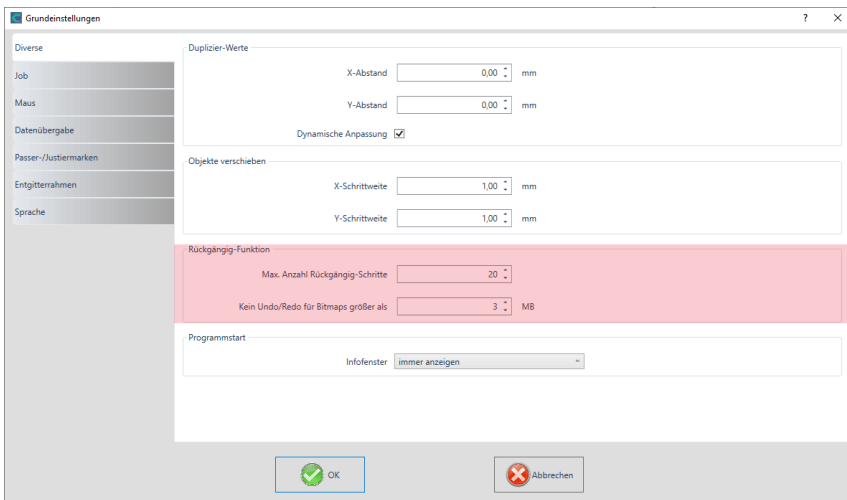 Grundeinstellungen
Diverse
Job
Maus
Datenübergabe
Passer-/Justiermarken
Entgitterrahmen
Sprache
Duplizier-Werte
X-Abstand 0,00 mm
Y-Abstand 0,00 mm
Dynamische Anpassung
Objekte verschieben
X-Schrittweite 1,00 mm
Y-Schrittweite 1,00 mm
Rückgängig-Funktion
Max. Anzahl Rückgängig-Schritte 20
Kein Undo/Redo für Bitmaps größer als 3 MB
Programmstart
Infofenster immer anzeigen
OK Abbrechen